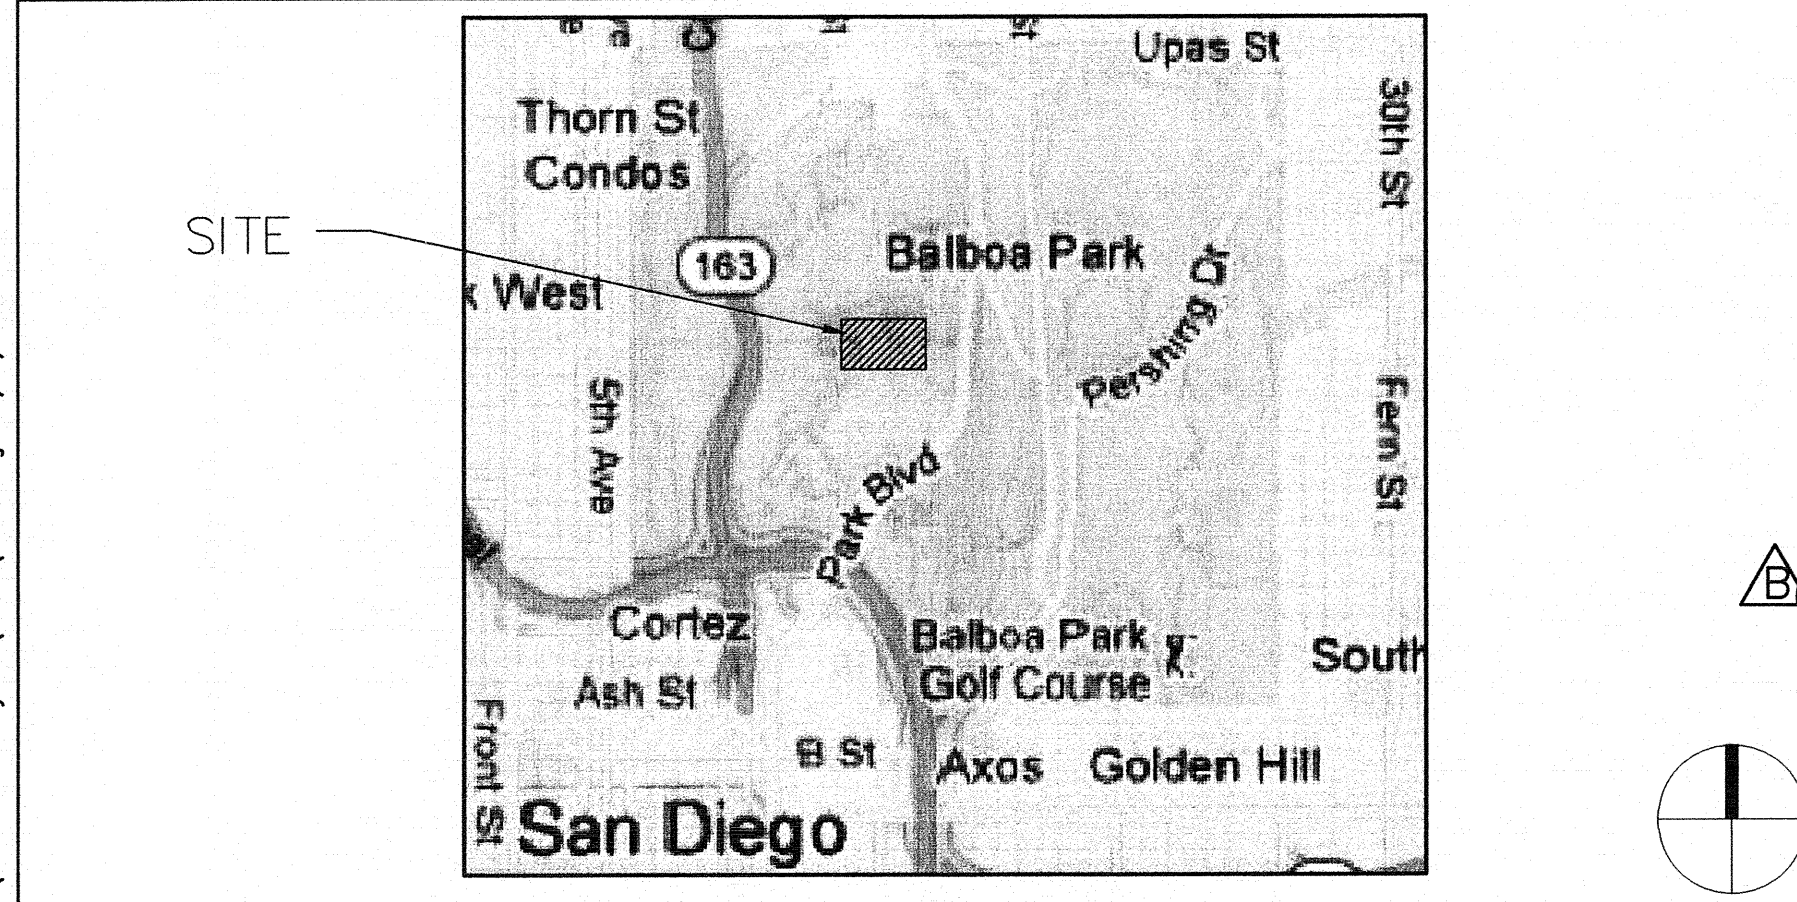 Upas St
Thorn St
Condos
30th St
SITE
163
Balboa Park
West
Pershing Dr
5th Ave
Fern St
Park Blvd
B
Cortez
Balboa Park
Golf Course
South
Ash St
Front St
B St
Axos
Golden Hill
San Diego